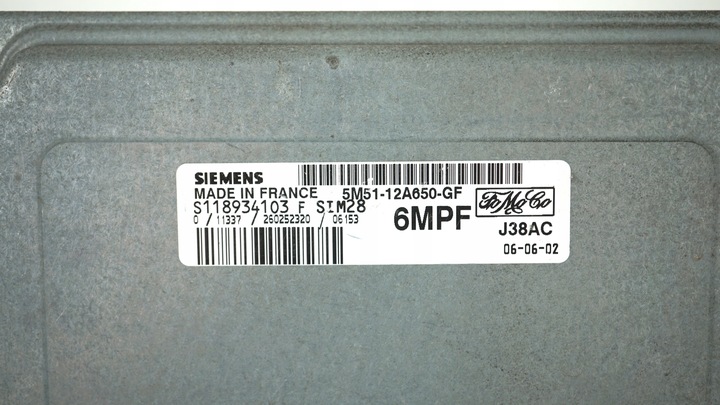 SIEMENS
MADE IN FRANCE 5M51-12A650-GF
S118934103 F SIM28
0 / 11337 / 260252320 / 06153
6MPF
FoMoCo
J38AC
06-06-02